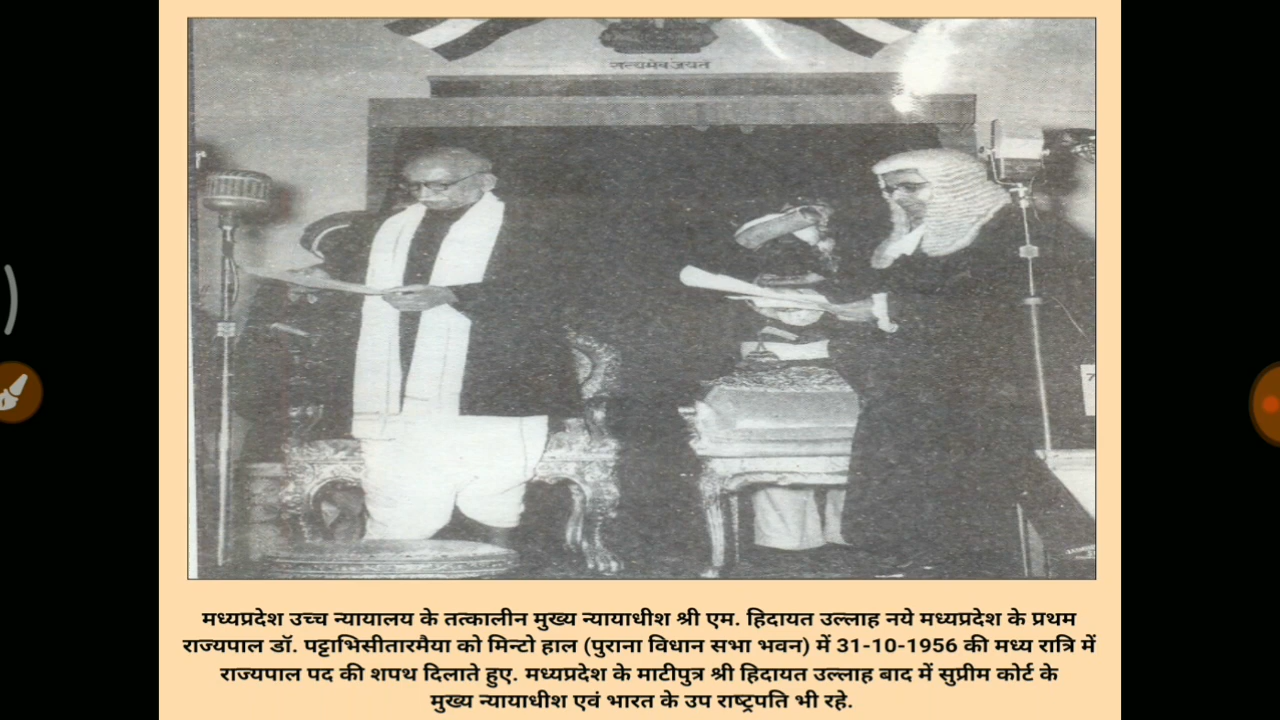 सत्यमेव जयते
7
मध्यप्रदेश उच्च न्यायालय के तत्कालीन मुख्य न्यायाधीश श्री एम. हिदायत उल्लाह नये मध्यप्रदेश के प्रथम
राज्यपाल डॉ. पट्टाभिसीतारमैया को मिन्टो हाल (पुराना विधान सभा भवन) में 31-10-1956 की मध्य रात्रि में
राज्यपाल पद की शपथ दिलाते हुए. मध्यप्रदेश के माटीपुत्र श्री हिदायत उल्लाह बाद में सुप्रीम कोर्ट के
मुख्य न्यायाधीश एवं भारत के उप राष्ट्रपति भी रहे.